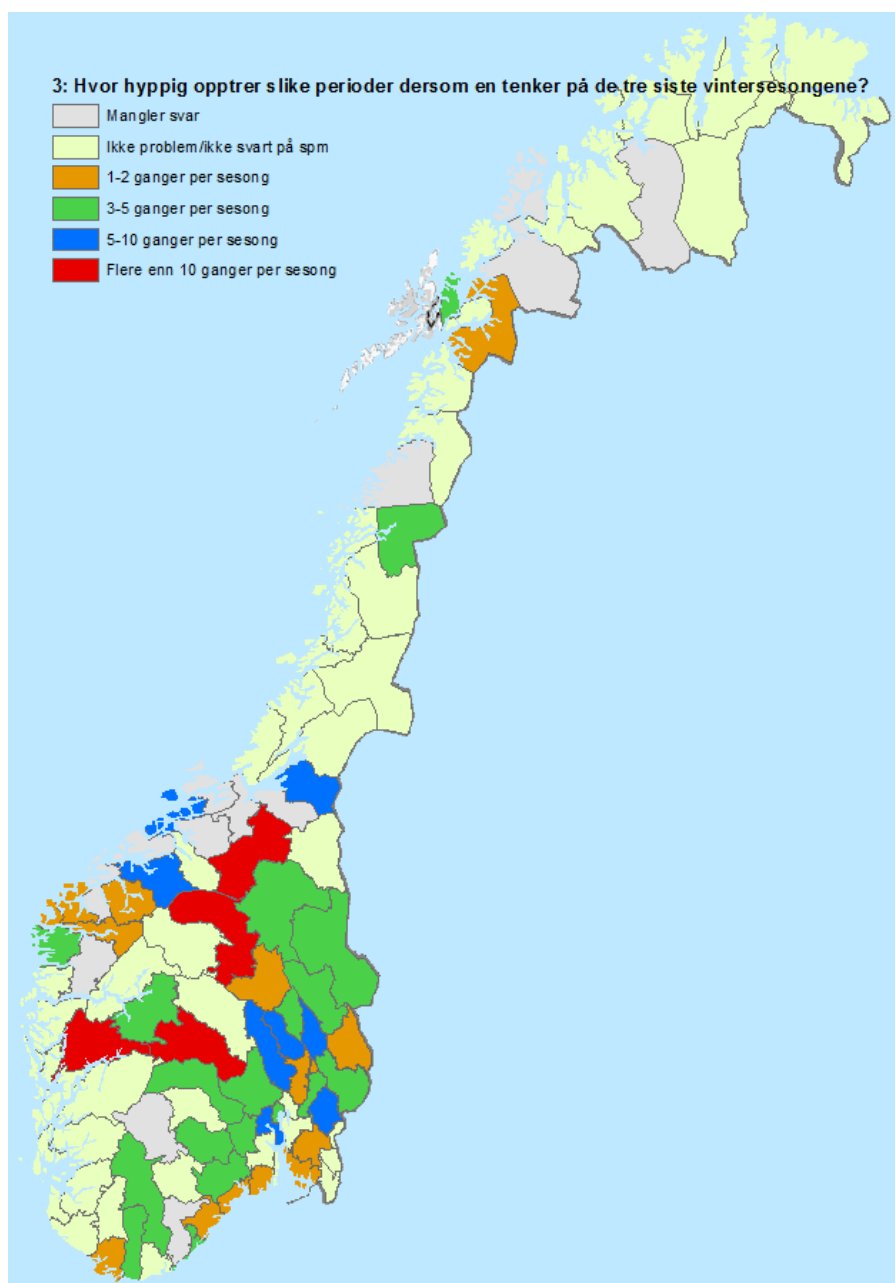 3: Hvor hyppig opptrer slike perioder dersom en tenker på de tre siste vintersesongene?
Mangler svar
Ikke problem/ikke svart på spm
1-2 ganger per sesong
3-5 ganger per sesong
5-10 ganger per sesong
Flere enn 10 ganger per sesong